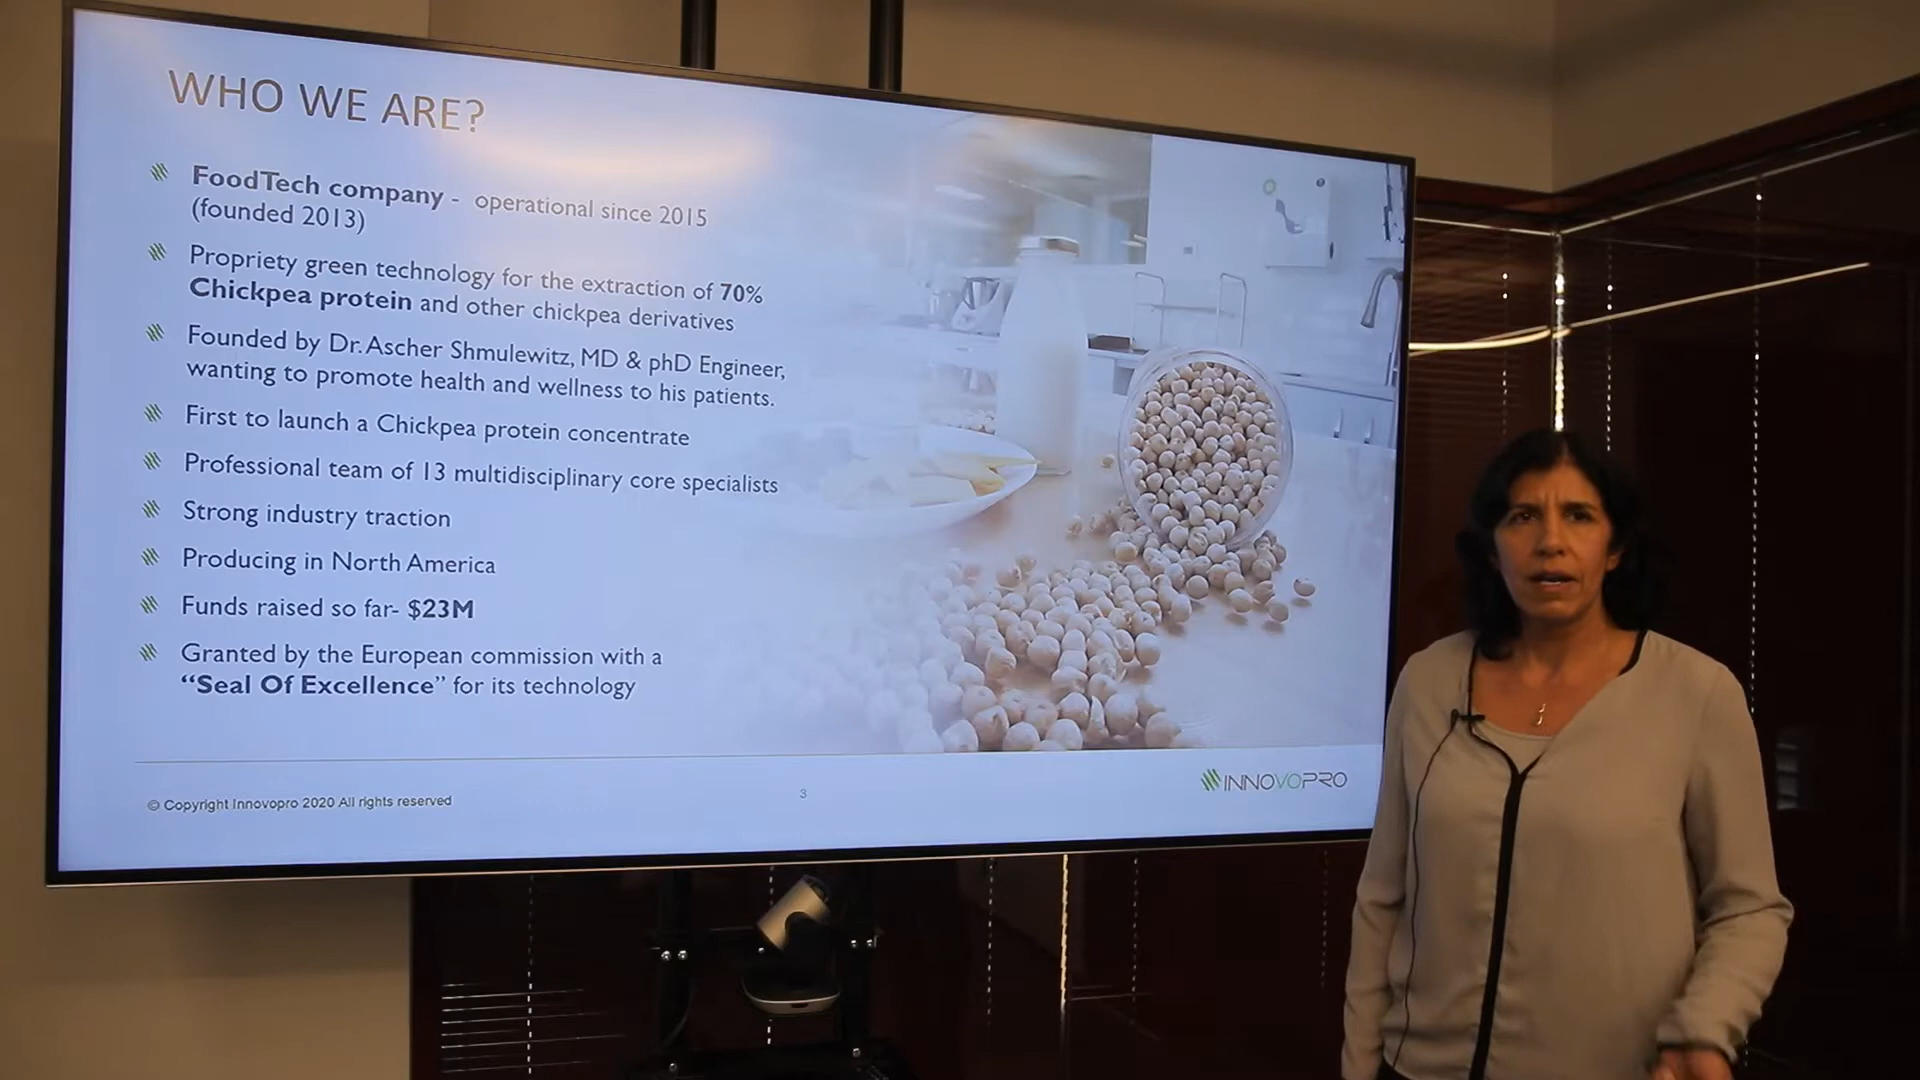 WHO WE ARE?
FoodTech company - operational since 2015
(founded 2013)
Propriety green technology for the extraction of 70%
Chickpea protein and other chickpea derivatives
Founded by Dr. Ascher Shmulewitz, MD & phD Engineer,
wanting to promote health and wellness to his patients.
First to launch a Chickpea protein concentrate
Professional team of 13 multidisciplinary core specialists
Strong industry traction
Producing in North America
Funds raised so far- $23M
Granted by the European commission with a
“Seal Of Excellence” for its technology
© Copyright Innovopro 2020 All rights reserved
3
INNOVOPRO